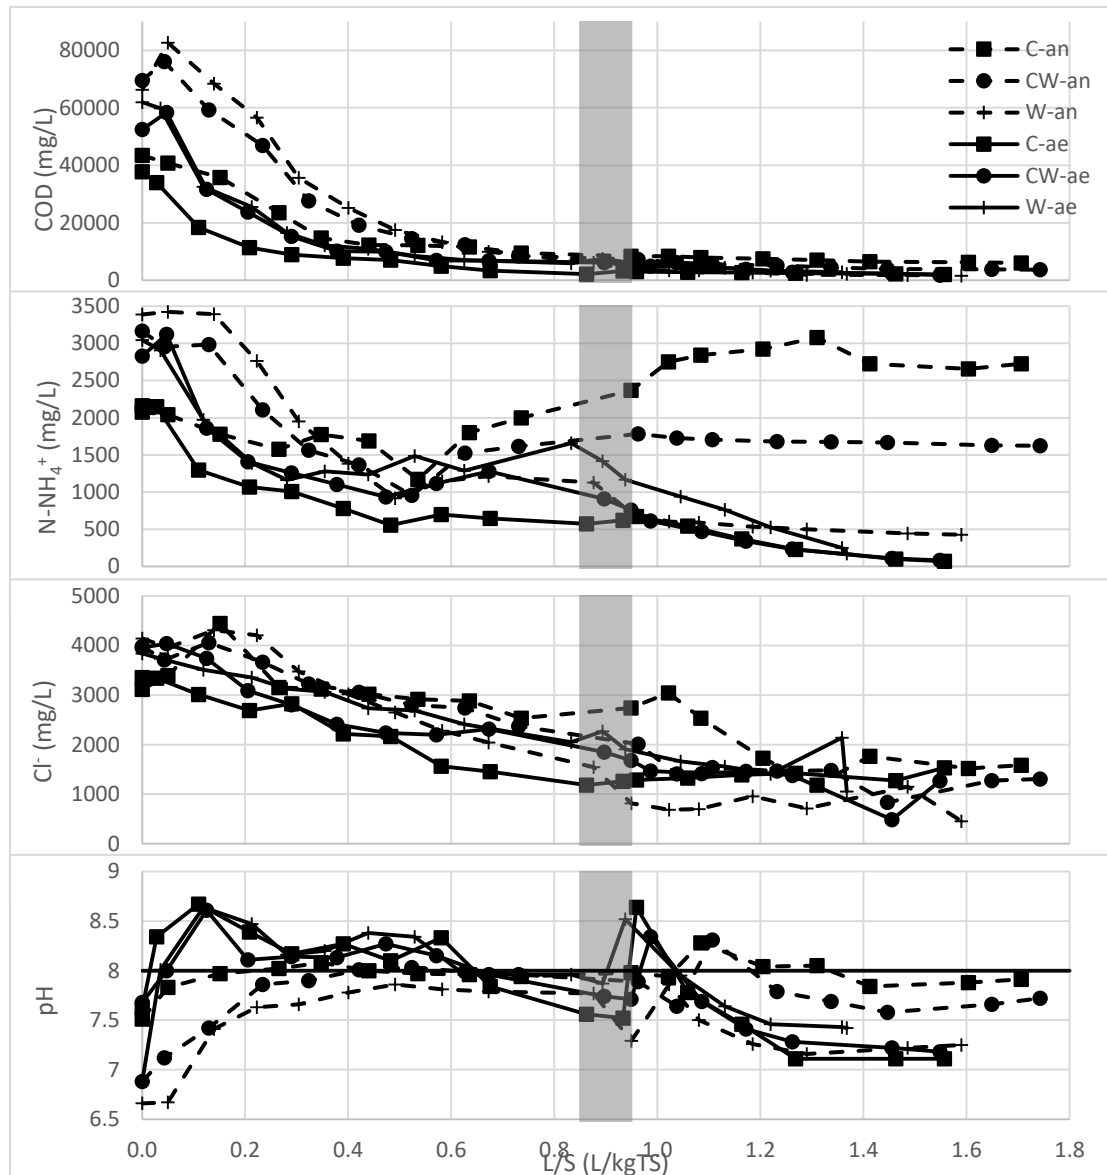 COD (mg/L)
80000
60000
40000
20000
0
C-an
CW-an
W-an
C-ae
CW-ae
W-ae
N-NH₄⁺ (mg/L)
3500
3000
2500
2000
1500
1000
500
0
Cl⁻ (mg/L)
5000
4000
3000
2000
1000
0
pH
9
8.5
8
7.5
7
6.5
0.0 0.2 0.4 0.6 0.8 1.0 1.2 1.4 1.6 1.8
L/S (L/kgTS)